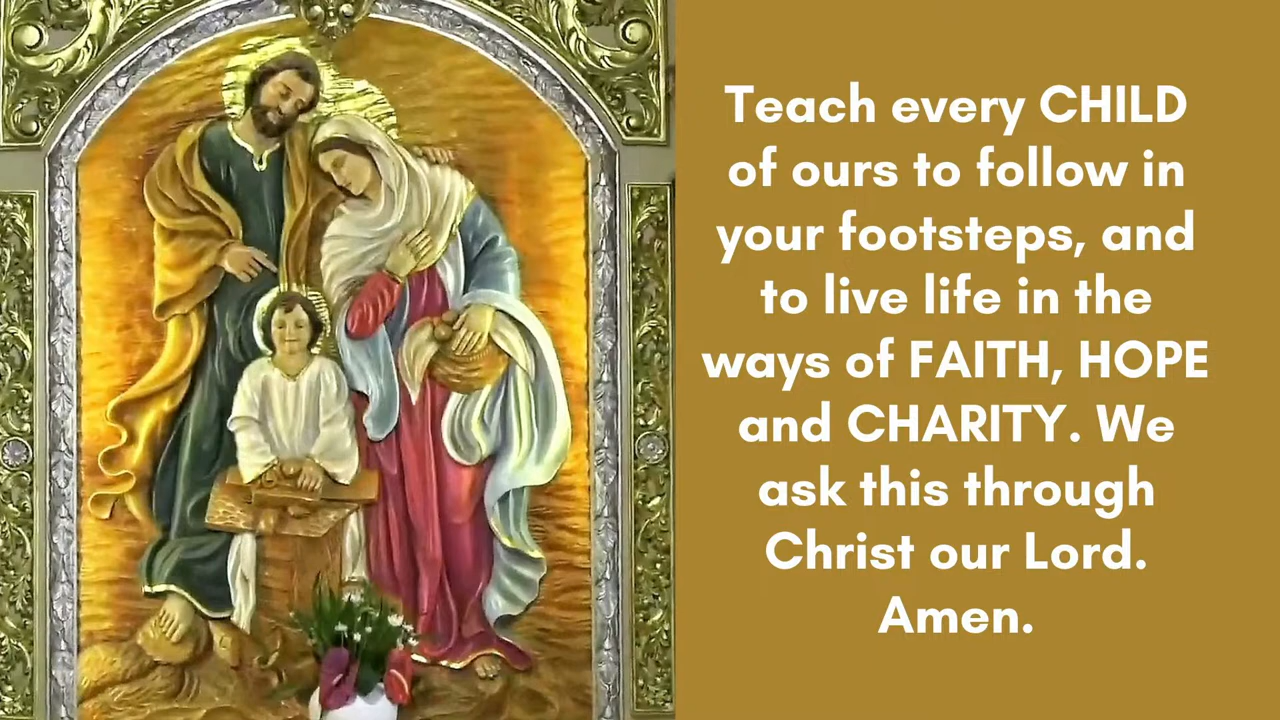 Teach every CHILD
of ours to follow in
your footsteps, and
to live life in the
ways of FAITH, HOPE
and CHARITY. We
ask this through
Christ our Lord.
Amen.